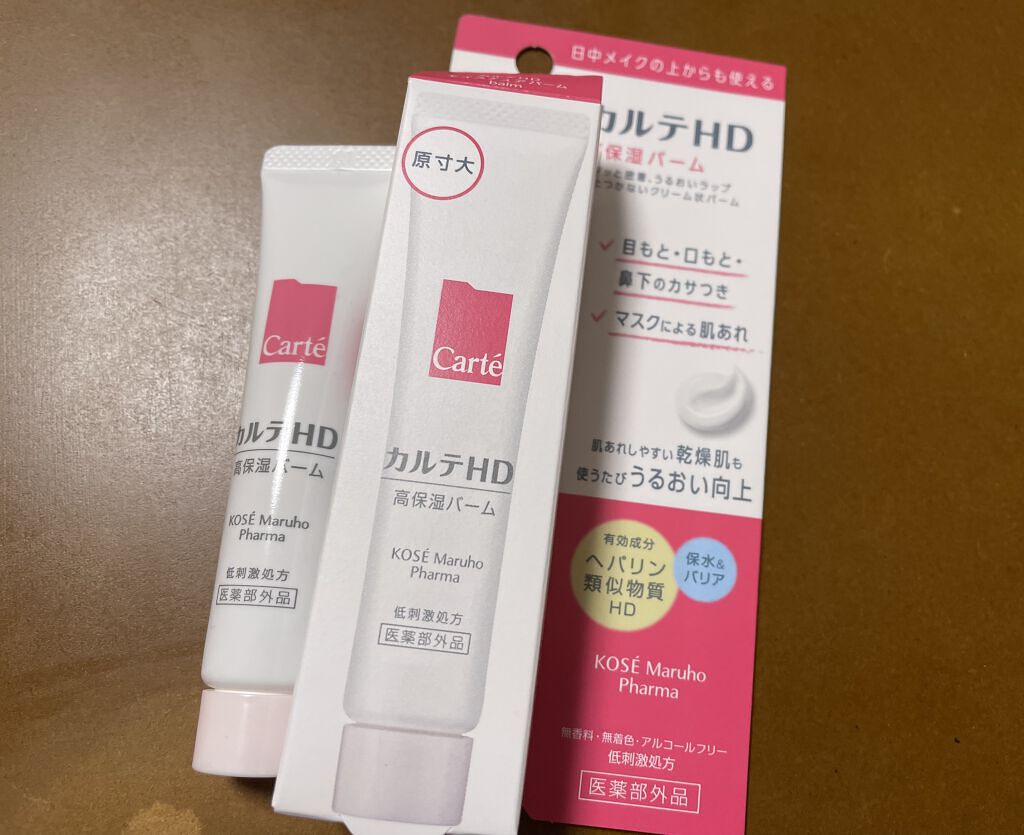 Carté
カルテHD
高保湿バーム
KOSÉ Maruho
Pharma
低刺激処方
医薬部外品
balm
原寸大
Carté
カルテHD
高保湿バーム
KOSÉ Maruho
Pharma
低刺激処方
医薬部外品
日中メイクの上からも使える
カルテHD
高保湿バーム
密着、うるおいラップ
つかないクリーム状バーム
目もと・口もと・
鼻下のカサつき
マスクによる肌あれ
肌あれしやすい乾燥肌も
使うたびうるおい向上
有効成分
ヘパリン
類似物質
HD
保水&
バリア
KOSÉ Maruho
Pharma
無香料・無着色・アルコールフリー
低刺激処方
医薬部外品